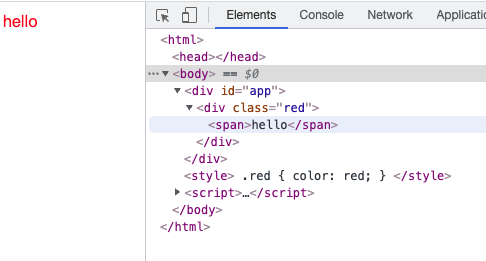 hello
Elements Console Network Applicatio
<html>
<head></head>
<body> == $0
<div id="app">
<div class="red">
<span>hello</span>
</div>
</div>
<style> .red { color: red; } </style>
<script>…</script>
</body>
</html>